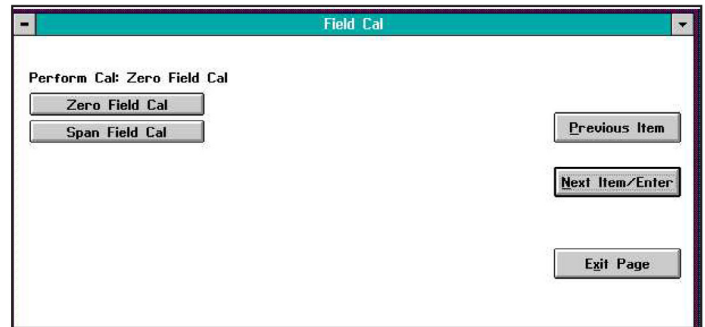 Field Cal
Perform Cal: Zero Field Cal
Zero Field Cal
Span Field Cal
Previous Item
Next Item/Enter
Exit Page